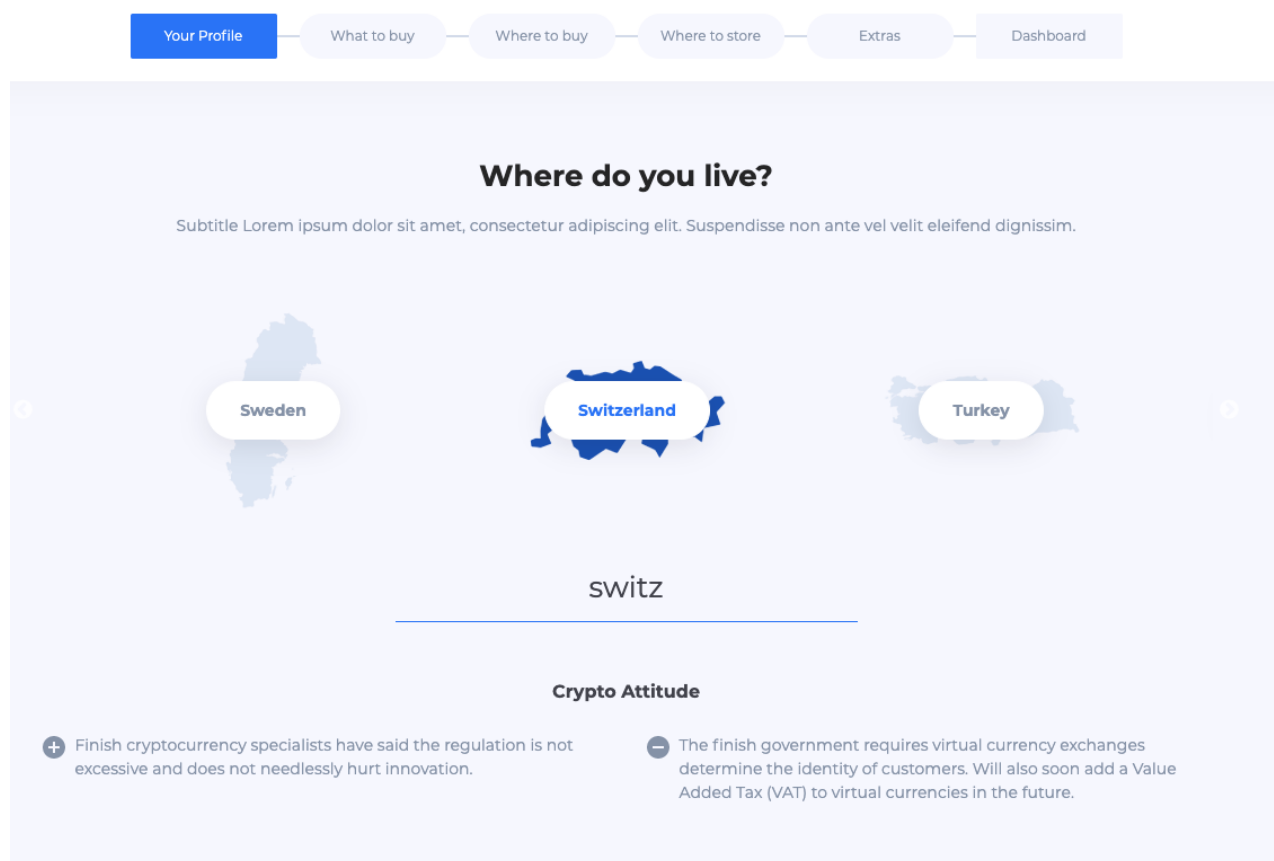 Your Profile
What to buy
Where to buy
Where to store
Extras
Dashboard
Where do you live?
Subtitle Lorem ipsum dolor sit amet, consectetur adipiscing elit. Suspendisse non ante vel velit eleifend dignissim.
Sweden
Switzerland
Turkey
switz
Crypto Attitude
Finish cryptocurrency specialists have said the regulation is not
excessive and does not needlessly hurt innovation.
The finish government requires virtual currency exchanges
determine the identity of customers. Will also soon add a Value
Added Tax (VAT) to virtual currencies in the future.